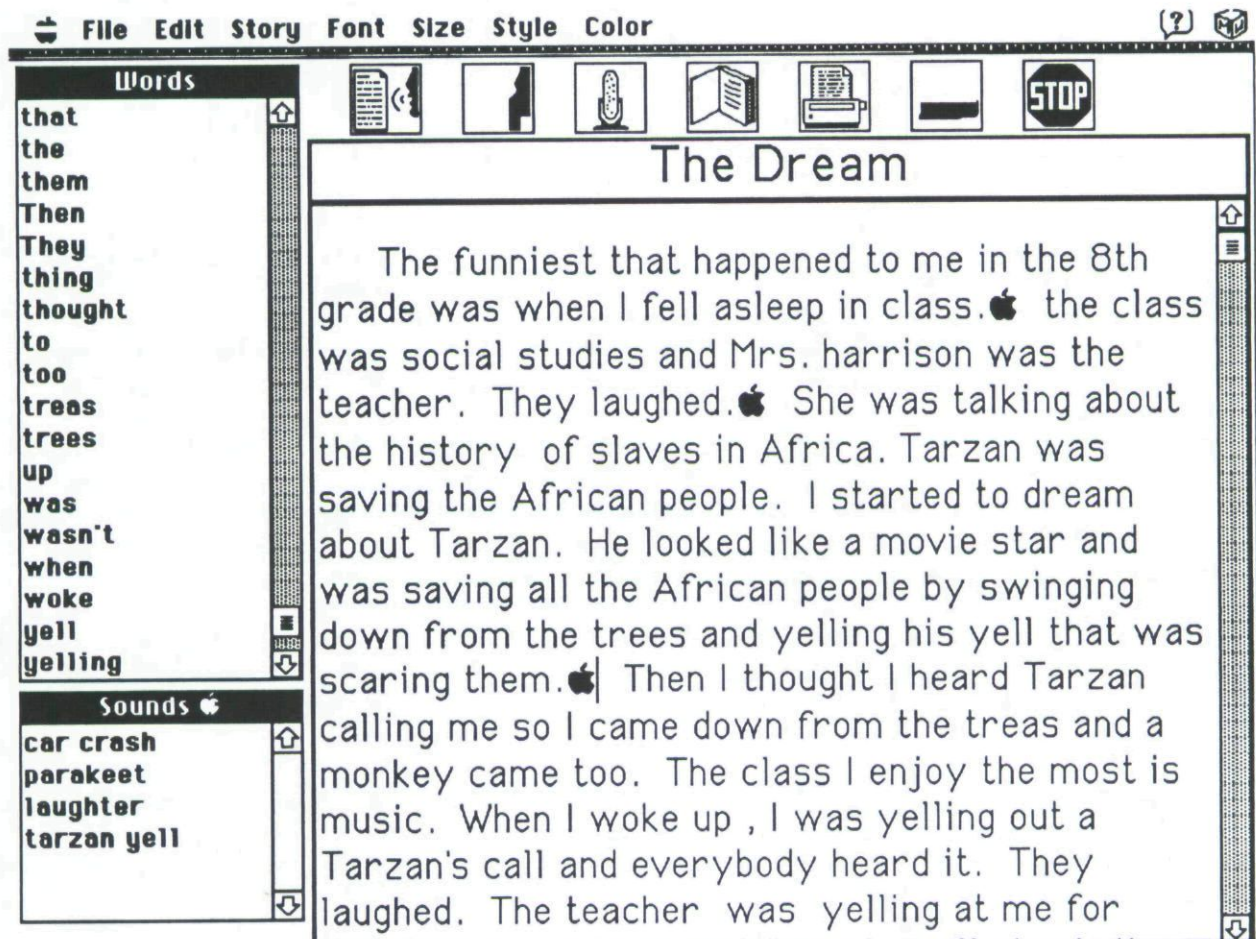 File Edit Story Font Size Style Color
Words
that
the
them
Then
They
thing
thought
to
too
treas
trees
up
was
wasn't
when
woke
yell
yelling
Sounds
car crash
parakeet
laughter
tarzan yell
STOP
The Dream
The funniest that happened to me in the 8th
grade was when I fell asleep in class. the class
was social studies and Mrs. harrison was the
teacher. They laughed. She was talking about
the history of slaves in Africa. Tarzan was
saving the African people. I started to dream
about Tarzan. He looked like a movie star and
was saving all the African people by swinging
down from the trees and yelling his yell that was
scaring them. Then I thought I heard Tarzan
calling me so I came down from the treas and a
monkey came too. The class I enjoy the most is
music. When I woke up , I was yelling out a
Tarzan's call and everybody heard it. They
laughed. The teacher was yelling at me for